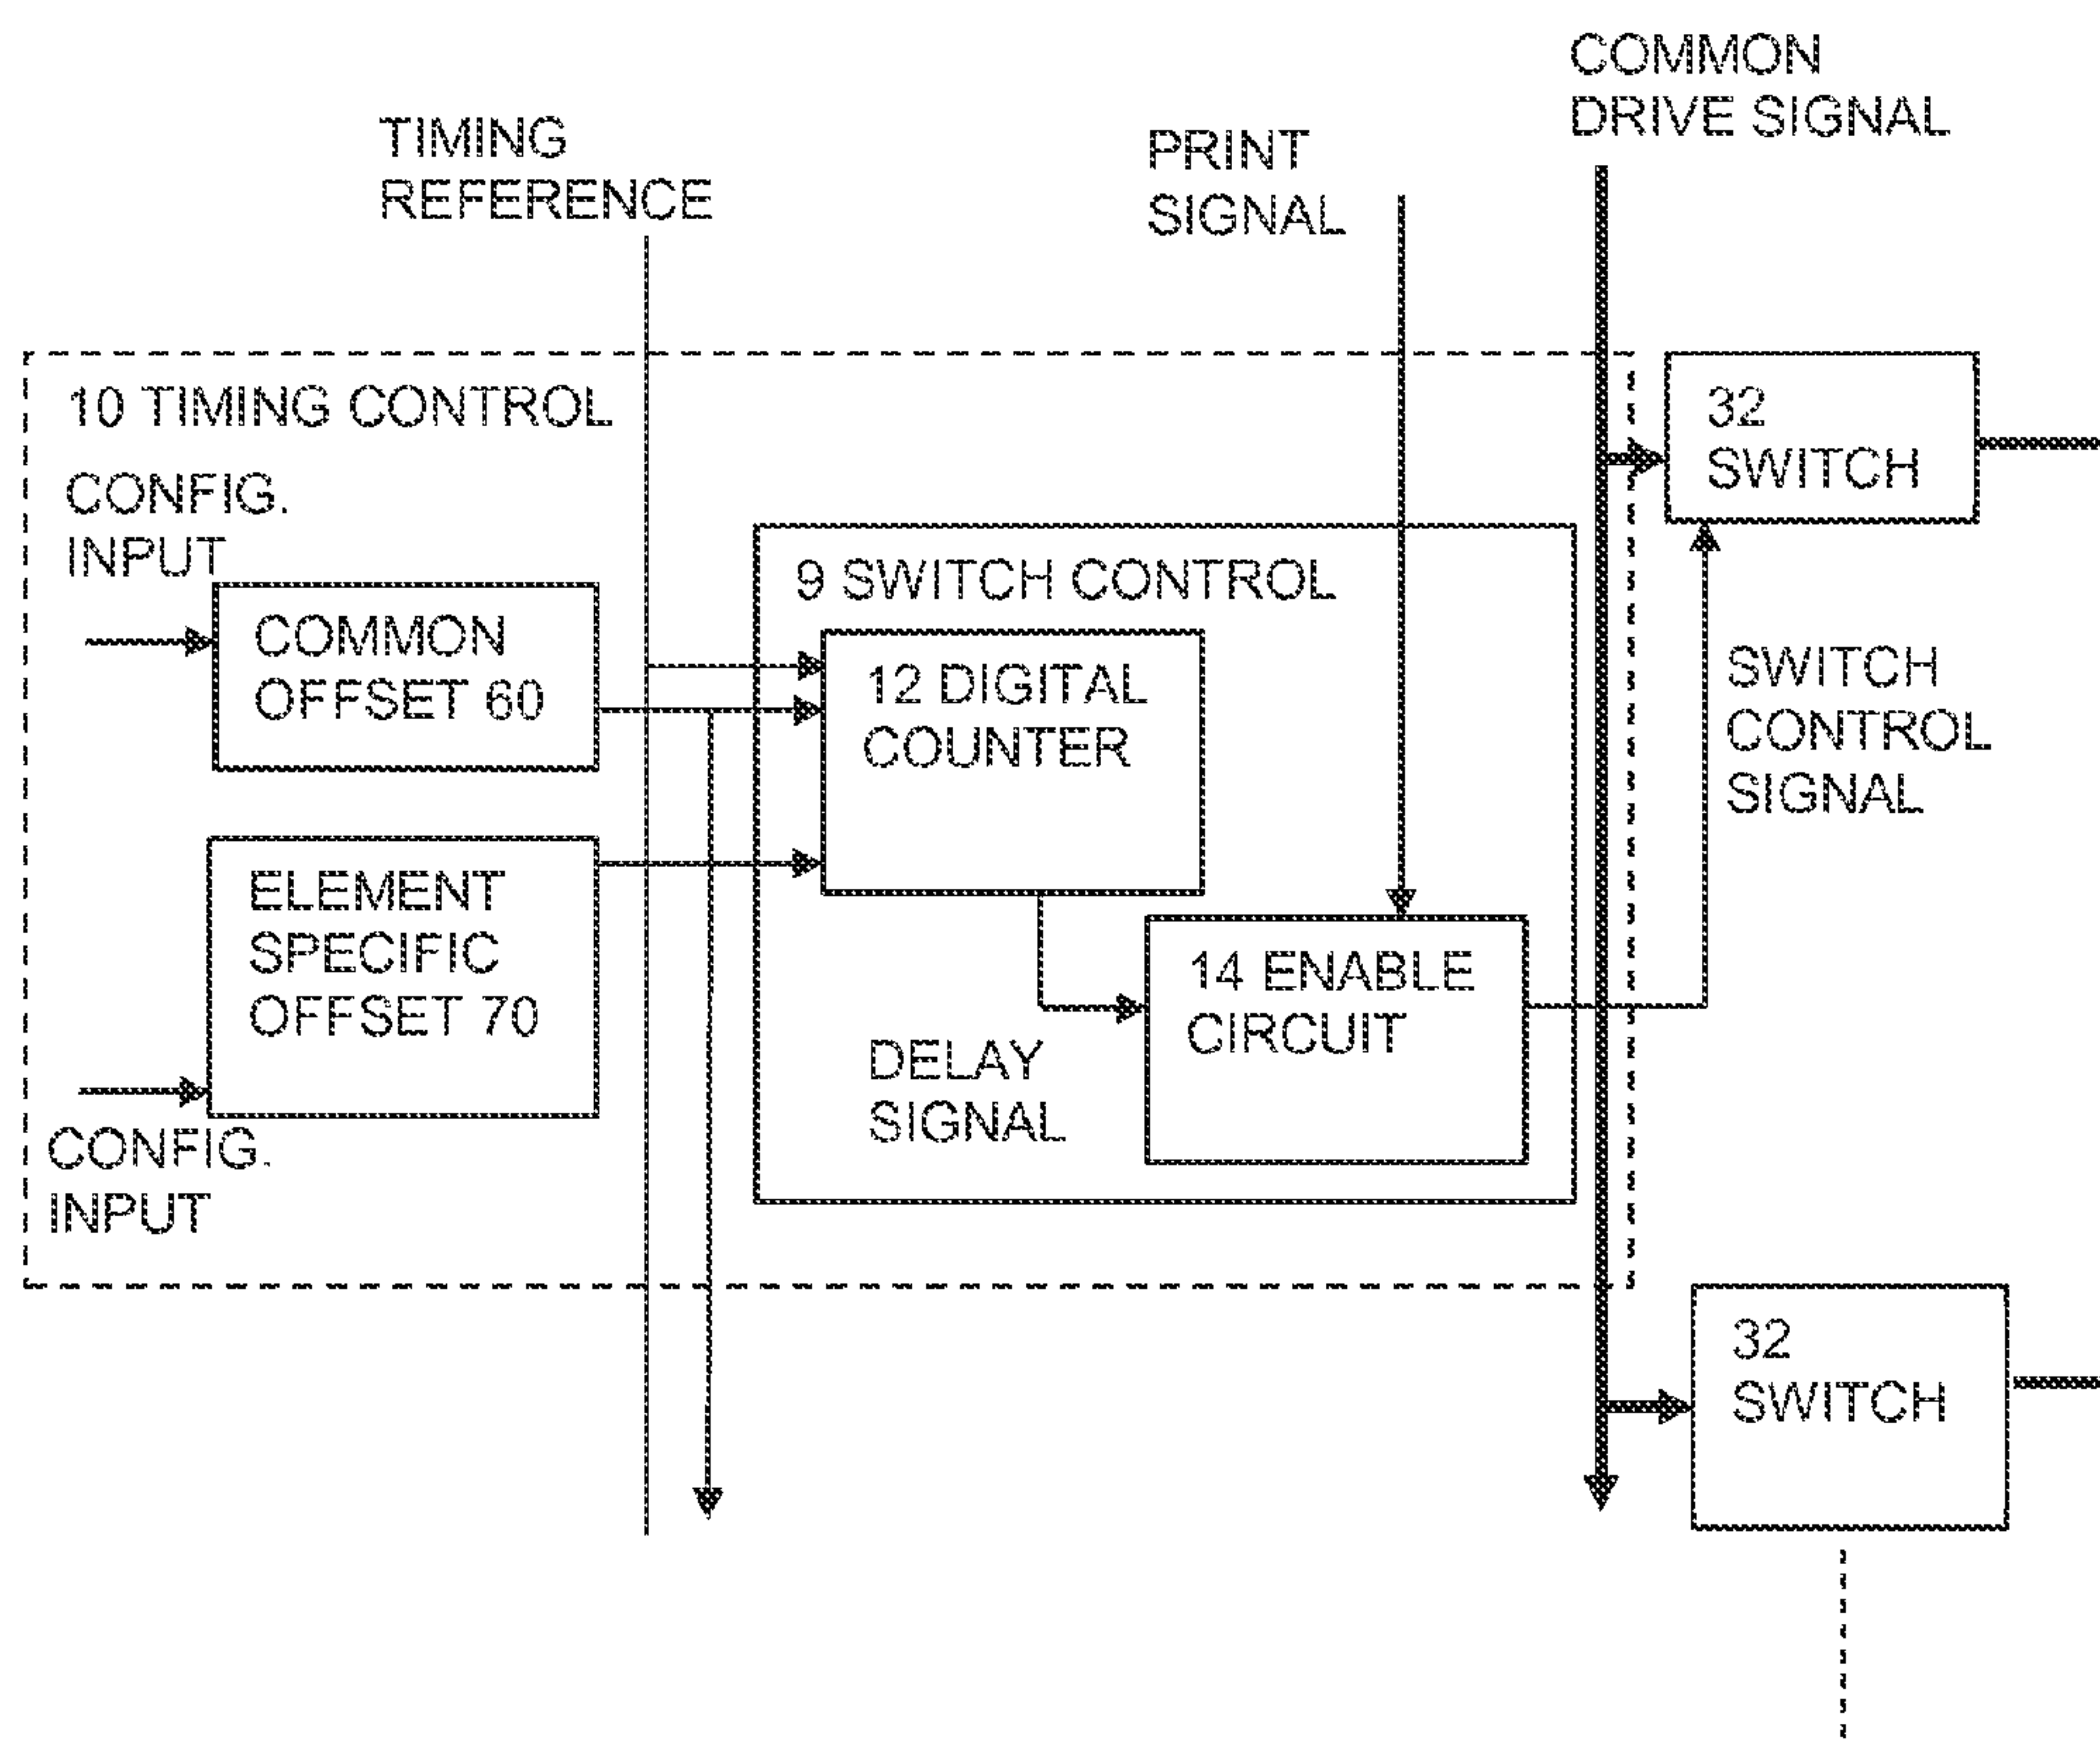 COMMON
DRIVE SIGNAL
TIMING
REFERENCE
PRINT
SIGNAL
10 TIMING CONTROL
CONFIG.
INPUT
32
SWITCH
9 SWITCH CONTROL
COMMON
OFFSET 60
12 DIGITAL
COUNTER
SWITCH
CONTROL
SIGNAL
ELEMENT
SPECIFIC
OFFSET 70
14 ENABLE
CIRCUIT
DELAY
SIGNAL
CONFIG.
INPUT
32
SWITCH